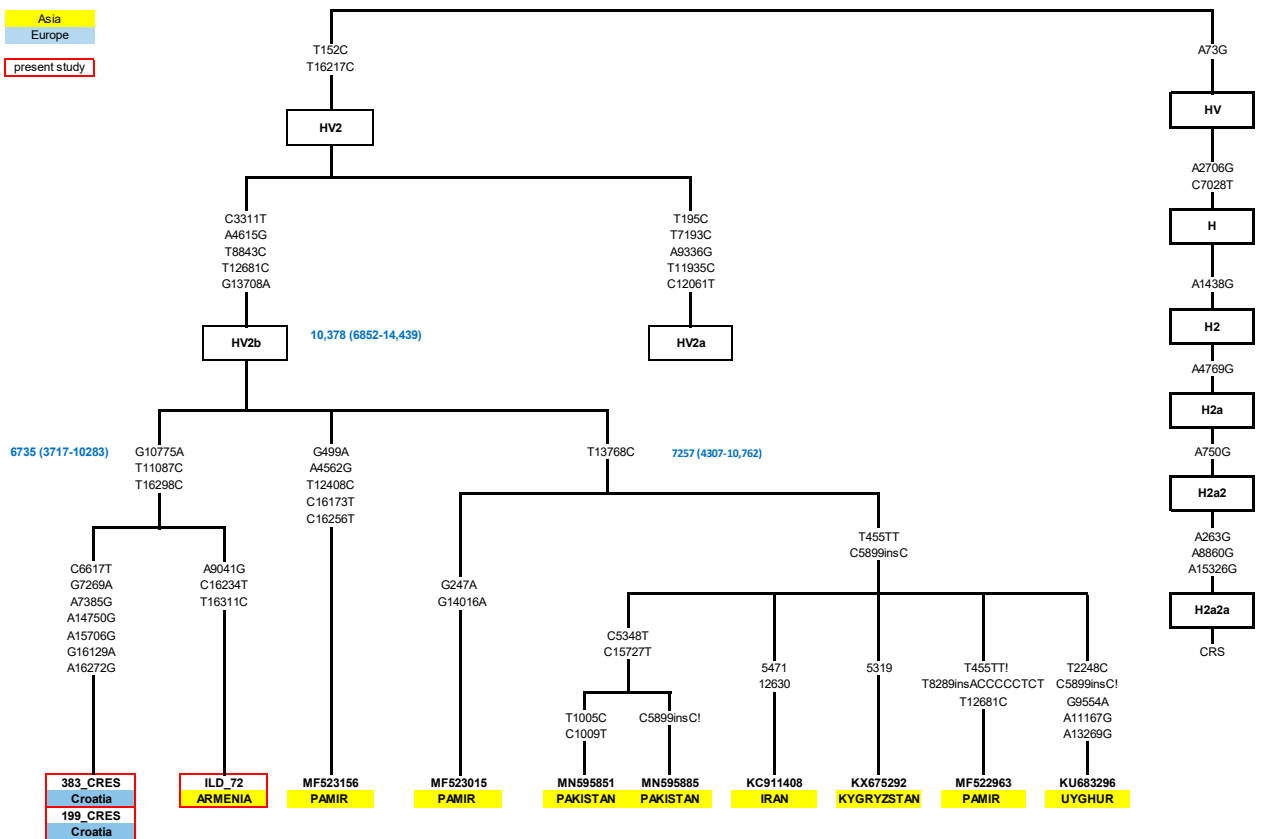 Asia
Europe
present study
T152C
T16217C
A73G
HV2
HV
A2706G
C7028T
C3311T
A4615G
T8843C
T12681C
G13708A
T195C
T7193C
A9336G
T11935C
C12061T
H
A1438G
HV2b
10,378 (6852-14,439)
HV2a
H2
A4769G
H2a
6735 (3717-10283)
G10775A
T11087C
T16298C
G499A
A4562G
T12408C
C16173T
C16256T
T13768C
7257 (4307-10,762)
A750G
H2a2
T455TT
C5899insC
A263G
A8860G
A15326G
C6617T
G7269A
A7385G
A14750G
A15706G
G16129A
A16272G
A9041G
C16234T
T16311C
G247A
G14016A
H2a2a
C5348T
C15727T
CRS
5471
12630
5319
T455TT!
T8289insACCCCCTCT
T12681C
T2248C
C5899insC!
G9554A
A11167G
A13269G
T1005C
C1009T
C5899insC!
383_CRES
Croatia
199_CRES
Croatia
ILD_72
ARMENIA
MF523156
PAMIR
MF523015
PAMIR
MN595851
PAKISTAN
MN595885
PAKISTAN
KC911408
IRAN
KX675292
KYGRYZSTAN
MF522963
PAMIR
KU683296
UYGHUR